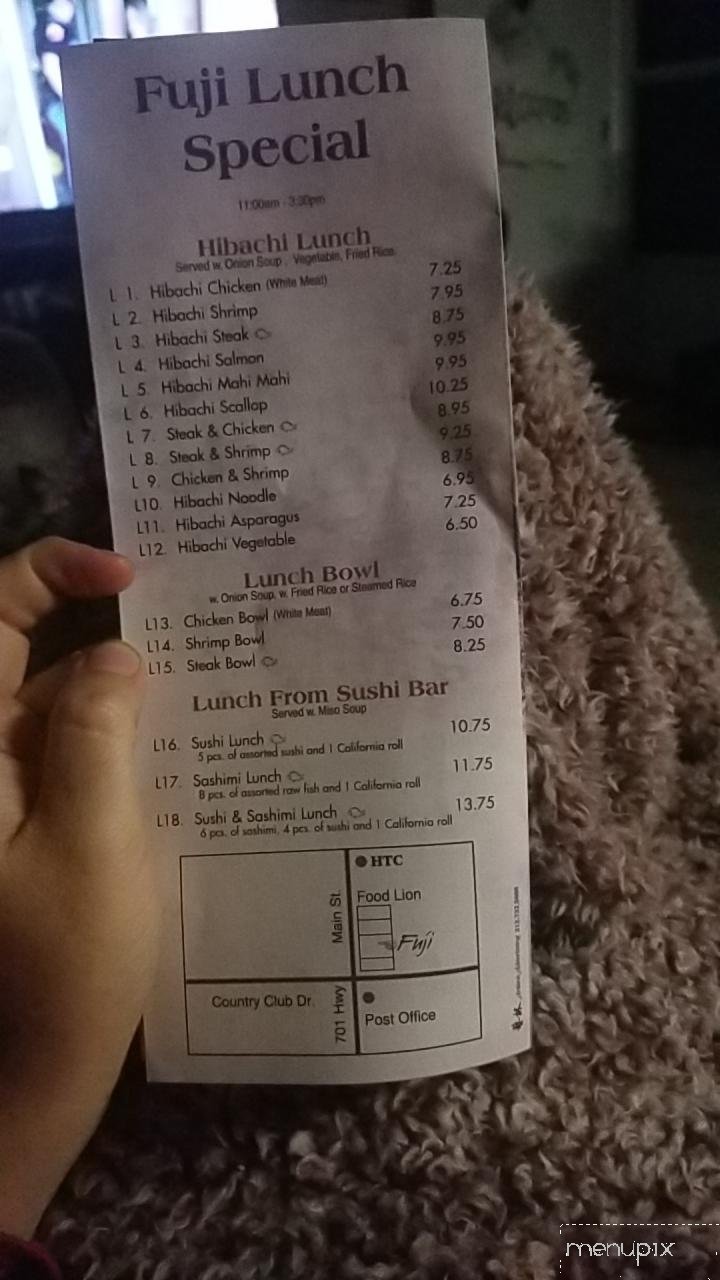 Fuji Lunch
Special
11:00am - 3:30pm
Hibachi Lunch
Served w. Onion Soup , Vegetable, Fried Rice
L 1. Hibachi Chicken (White Meat) 7.25
L 2. Hibachi Shrimp 7.95
L 3. Hibachi Steak 8.75
L 4. Hibachi Salmon 9.95
L 5. Hibachi Mahi Mahi 9.95
L 6. Hibachi Scallop 10.25
L 7. Steak & Chicken 8.95
L 8. Steak & Shrimp 9.25
L 9. Chicken & Shrimp 8.75
L10. Hibachi Noodle 6.95
L11. Hibachi Asparagus 7.25
L12. Hibachi Vegetable 6.50
Lunch Bowl
w. Onion Soup, w. Fried Rice or Steamed Rice
L13. Chicken Bowl (White Meat) 6.75
L14. Shrimp Bowl 7.50
L15. Steak Bowl 8.25
Lunch From Sushi Bar
Served w. Miso Soup
L16. Sushi Lunch 10.75
5 pcs. of assorted sushi and 1 California roll
L17. Sashimi Lunch 11.75
8 pcs. of assorted raw fish and 1 California roll
L18. Sushi & Sashimi Lunch 13.75
6 pcs. of sashimi, 4 pcs. of sushi and 1 California roll
HTC
Food Lion
Main St.
Fuji
Country Club Dr.
701 Hwy
Post Office
menupix